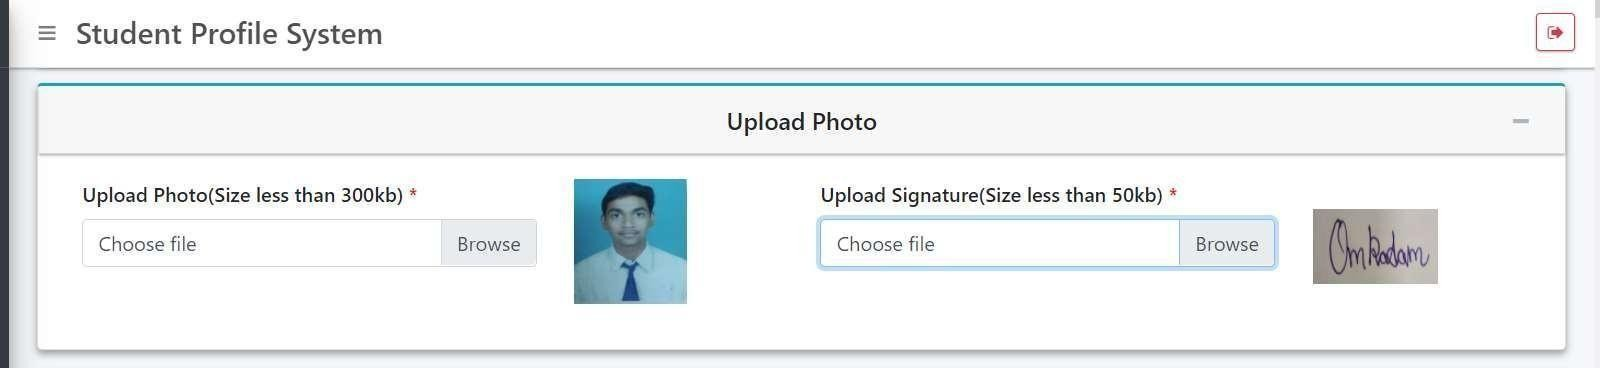 Student Profile System
Upload Photo
Upload Photo(Size less than 300kb) *
Choose file
Browse
Upload Signature(Size less than 50kb) *
Choose file
Browse
Omkadam